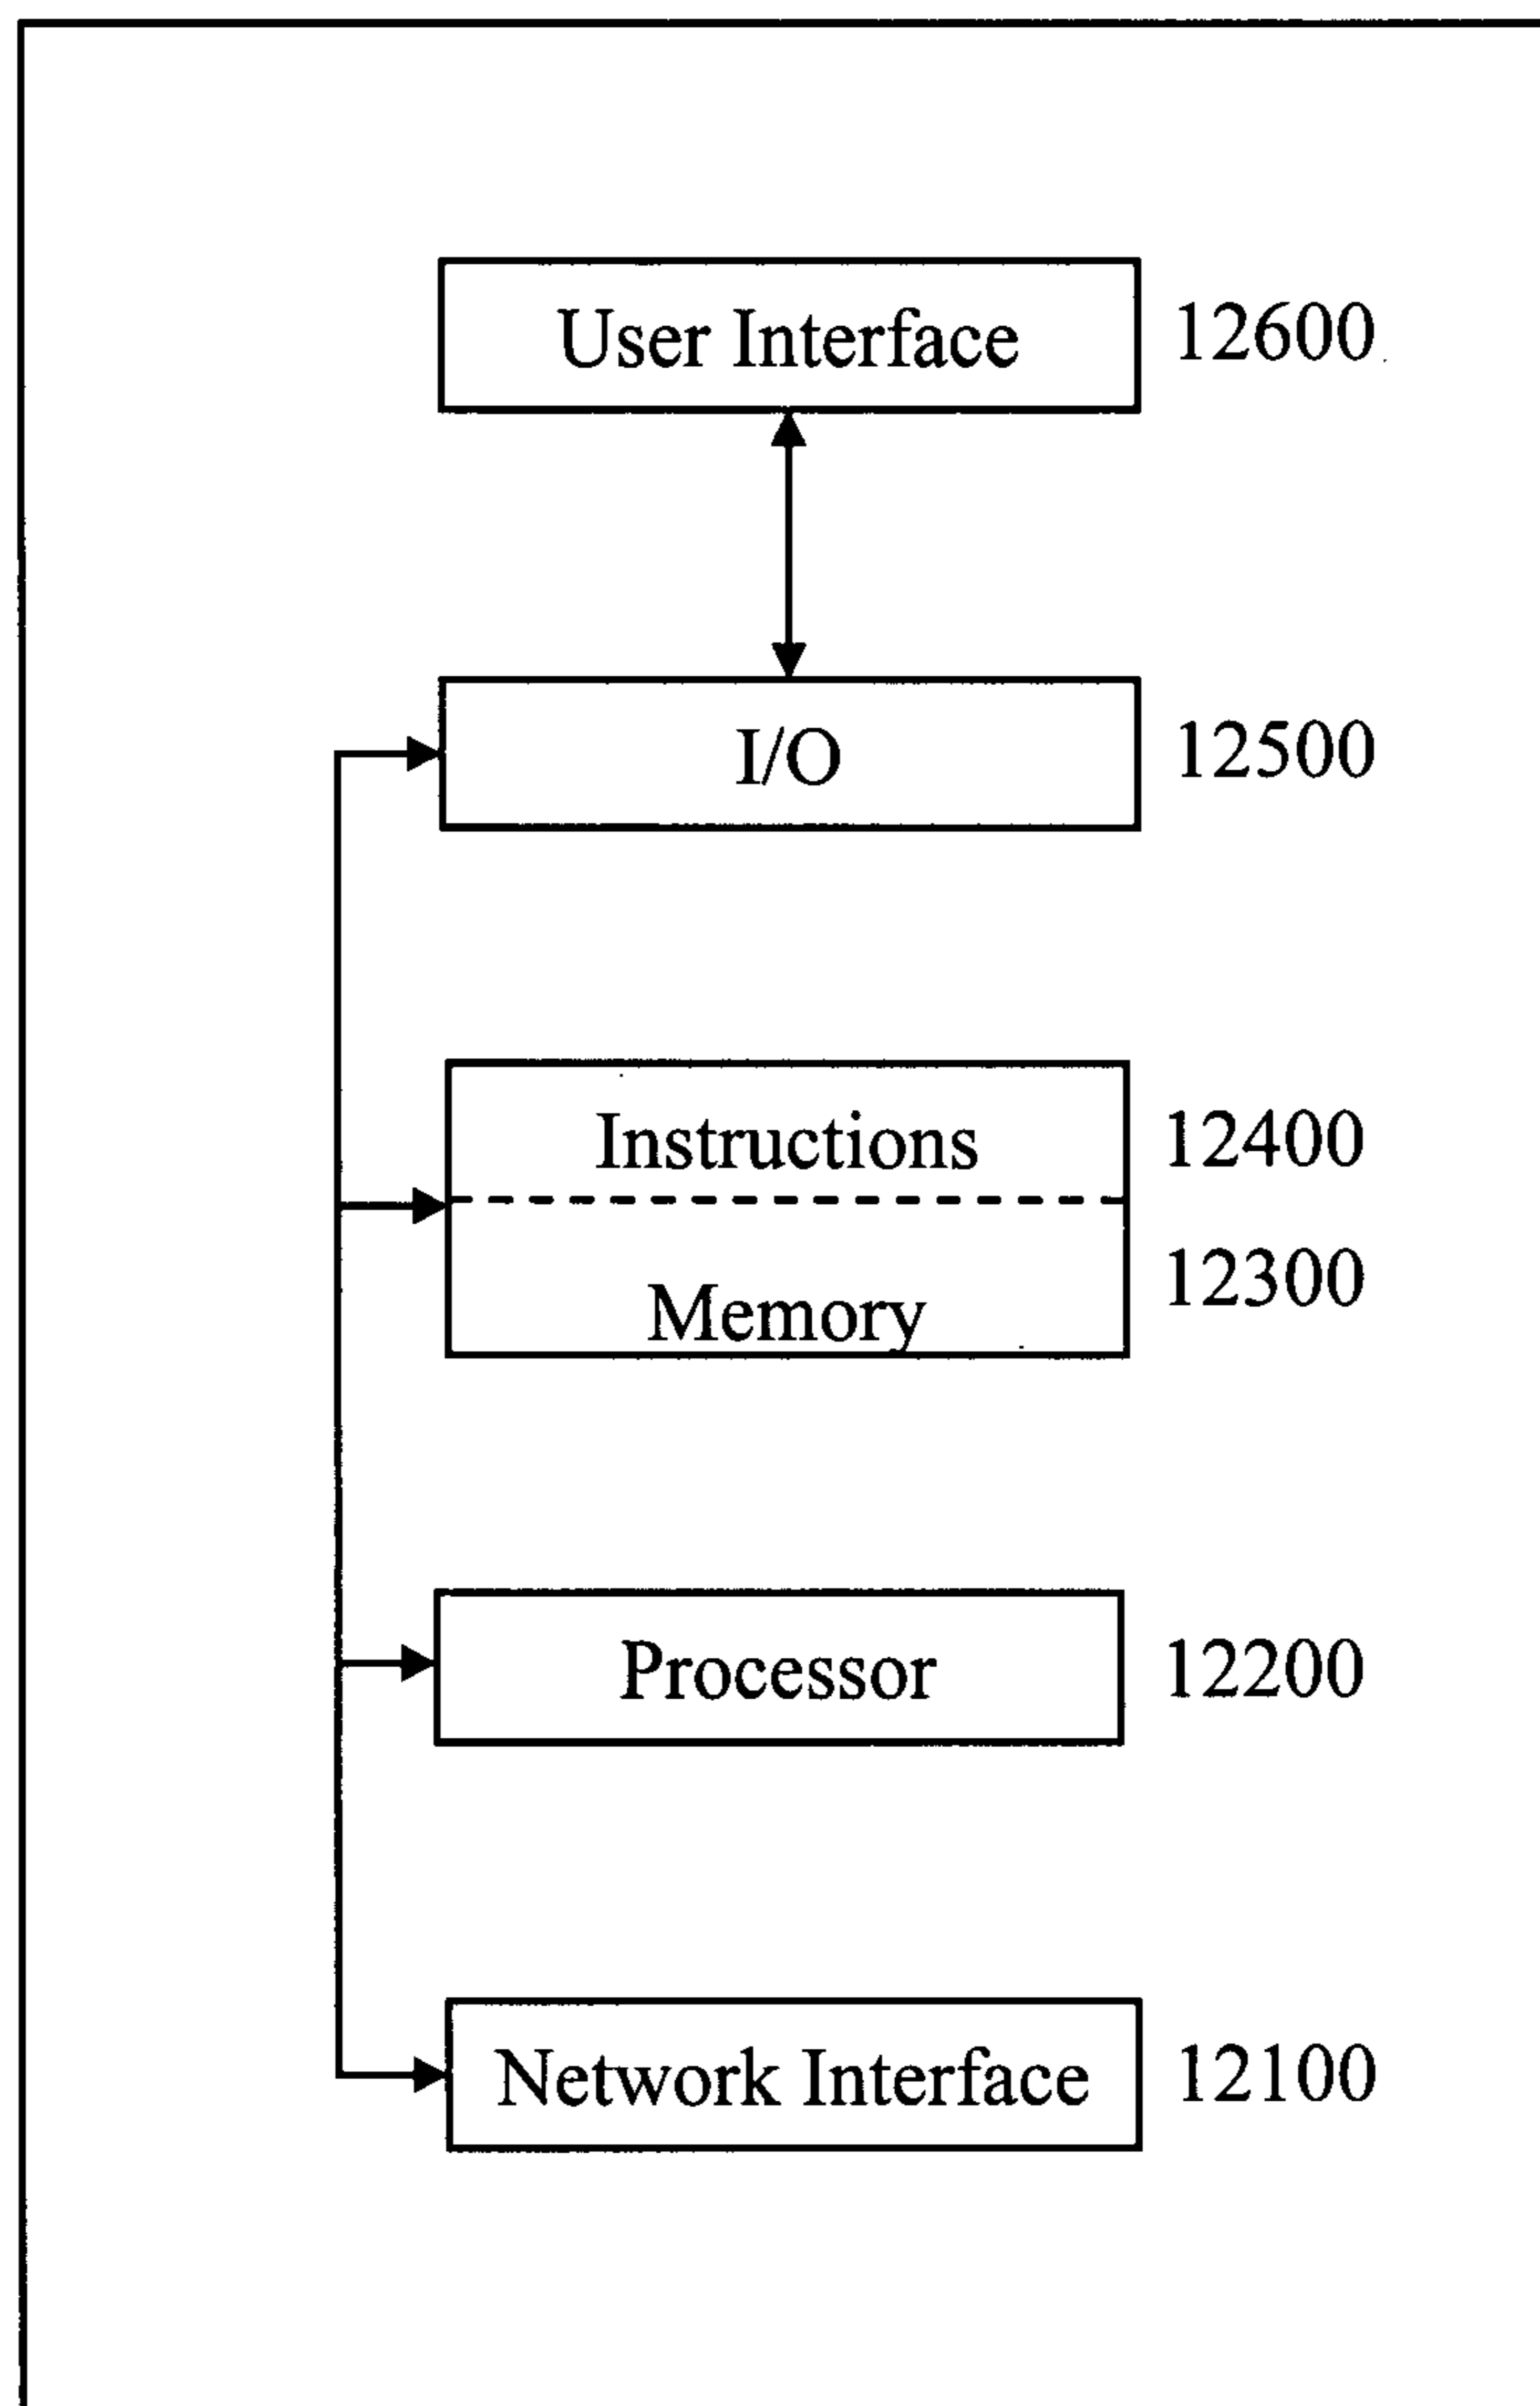 User Interface 12600
I/O 12500
Instructions 12400
Memory 12300
Processor 12200
Network Interface 12100